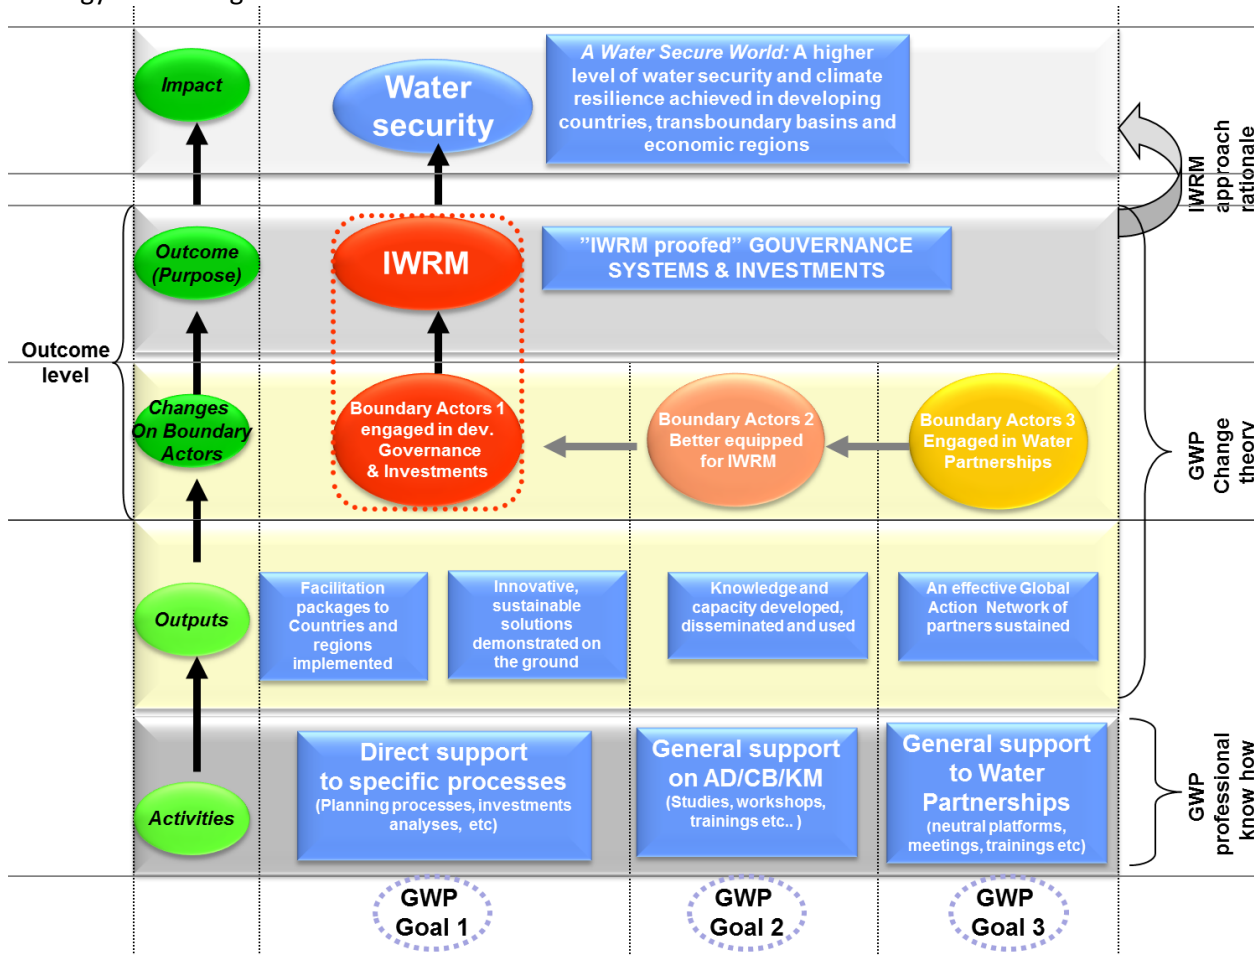 Impact
Water
security
A Water Secure World: A higher
level of water security and climate
resilience achieved in developing
countries, transboundary basins and
economic regions
IWRM
approach
rationale
Outcome
(Purpose)
IWRM
”IWRM proofed” GOUVERNANCE
SYSTEMS & INVESTMENTS
Outcome
level
Changes
On Boundary
Actors
Boundary Actors 1
engaged in dev.
Governance
& Investments
Boundary Actors 2
Better equipped
for IWRM
Boundary Actors 3
Engaged in Water
Partnerships
GWP
Change
theory
Outputs
Facilitation
packages to
Countries and
regions
implemented
Innovative,
sustainable
solutions
demonstrated on
the ground
Knowledge and
capacity developed,
disseminated and used
An effective Global
Action Network of
partners sustained
Activities
Direct support
to specific processes
(Planning processes, investments
analyses, etc)
General support
on AD/CB/KM
(Studies, workshops,
trainings etc.. )
General support
to Water
Partnerships
(neutral platforms,
meetings, trainings etc)
GWP
professional
know how
GWP
Goal 1
GWP
Goal 2
GWP
Goal 3